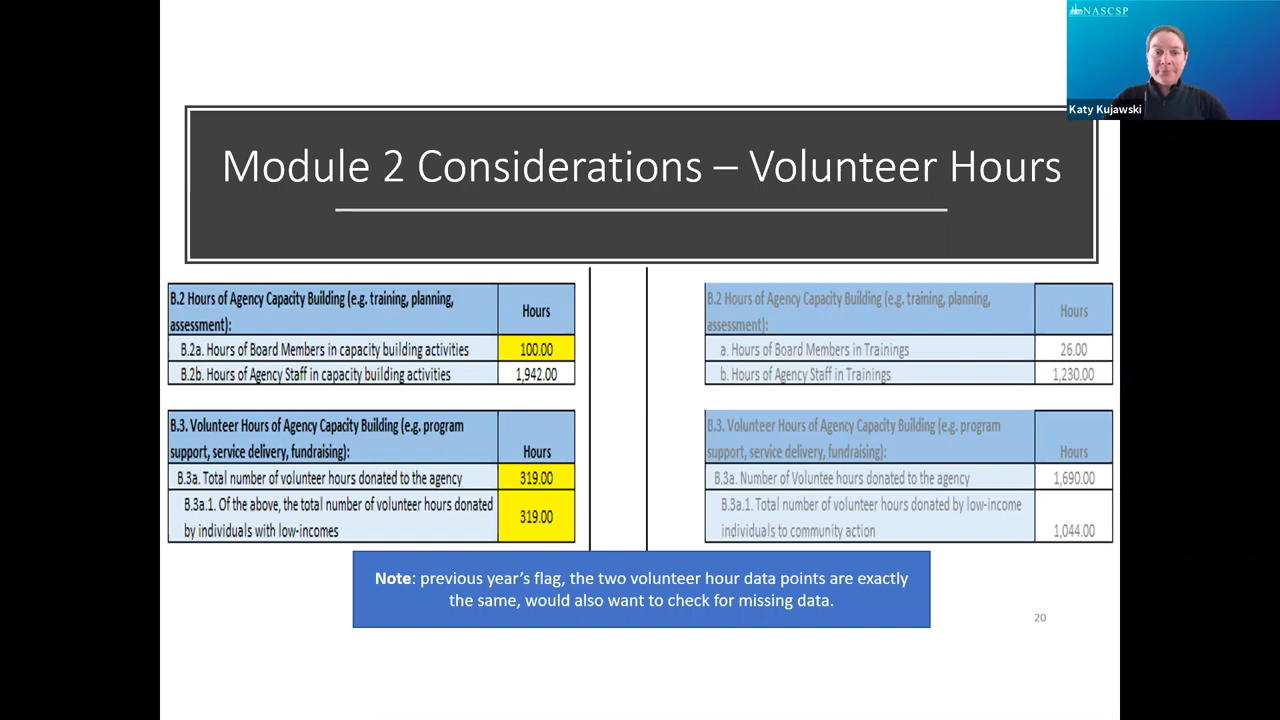 NASCSP
Katy Kujawski
Module 2 Considerations – Volunteer Hours
B.2 Hours of Agency Capacity Building (e.g. training, planning,
assessment):
Hours
B.2a. Hours of Board Members in capacity building activities
100.00
B.2b. Hours of Agency Staff in capacity building activities
1,942.00
B.3. Volunteer Hours of Agency Capacity Building (e.g. program
support, service delivery, fundraising):
Hours
B.3a. Total number of volunteer hours donated to the agency
319.00
B.3a.1. Of the above, the total number of volunteer hours donated
by individuals with low-incomes
319.00
B.2 Hours of Agency Capacity Building (e.g. training, planning,
assessment):
Hours
a. Hours of Board Members in Trainings
26.00
b. Hours of Agency Staff in Trainings
1,230.00
B.3. Volunteer Hours of Agency Capacity Building (e.g. program
support, service delivery, fundraising):
Hours
B.3a. Number of Voluntee hours donated to the agency
1,690.00
B.3a.1. Total number of volunteer hours donated by low-income
individuals to community action
1,044.00
Note: previous year's flag, the two volunteer hour data points are exactly
the same, would also want to check for missing data.
20